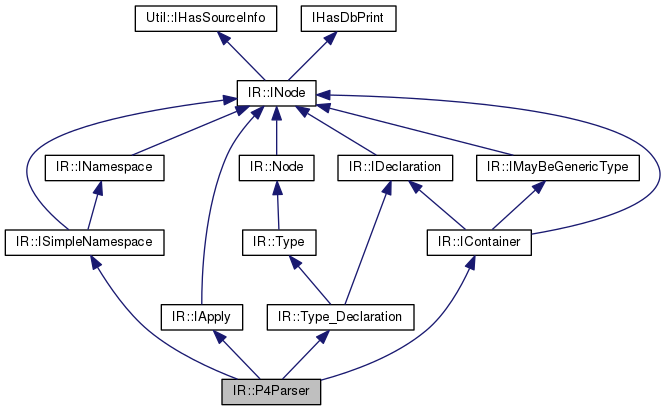 Util::IHasSourceInfo
IHasDbPrint
IR::INode
IR::INamespace
IR::Node
IR::IDeclaration
IR::IMayBeGenericType
IR::ISimpleNamespace
IR::Type
IR::IContainer
IR::IApply
IR::Type_Declaration
IR::P4Parser